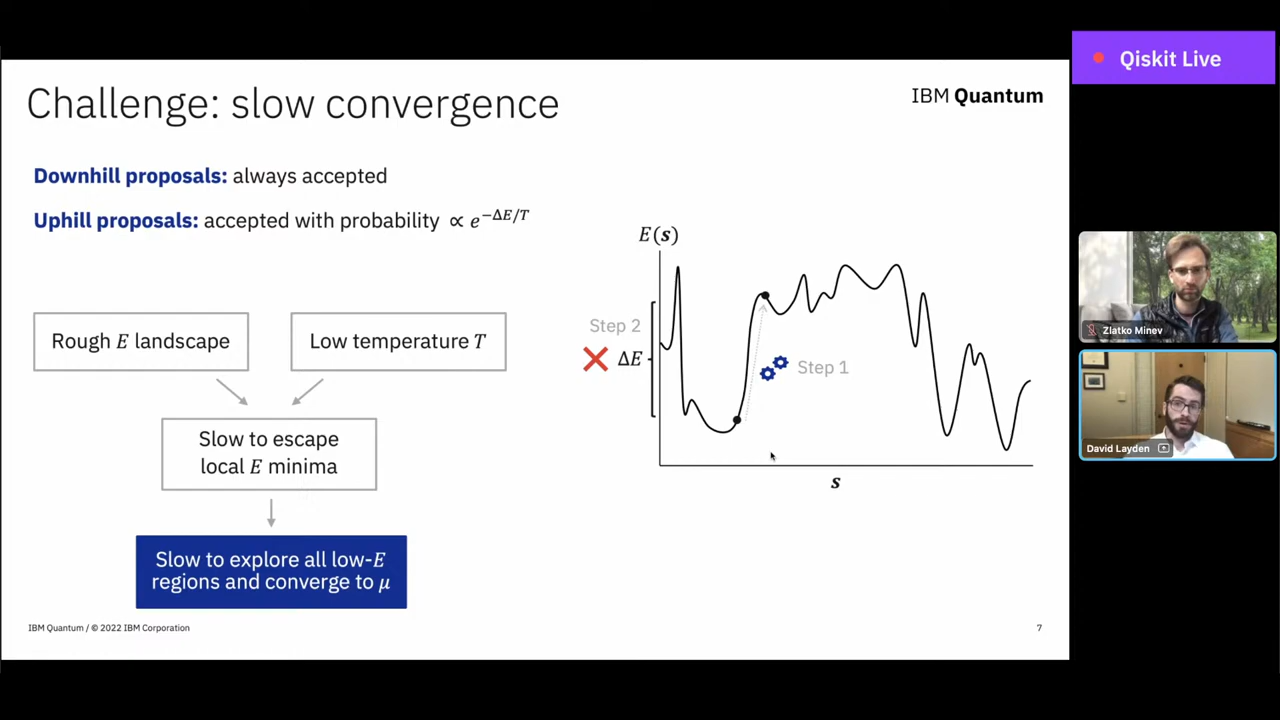 Challenge: slow convergence
IBM Quantum
Qiskit Live
Downhill proposals: always accepted
Uphill proposals: accepted with probability ∝ e^{−ΔE/T}
Rough E landscape
Low temperature T
Slow to escape
local E minima
Slow to explore all low-E
regions and converge to μ
E(s)
Step 2
ΔE
Step 1
s
Zlatko Minev
David Layden
IBM Quantum / © 2022 IBM Corporation
7